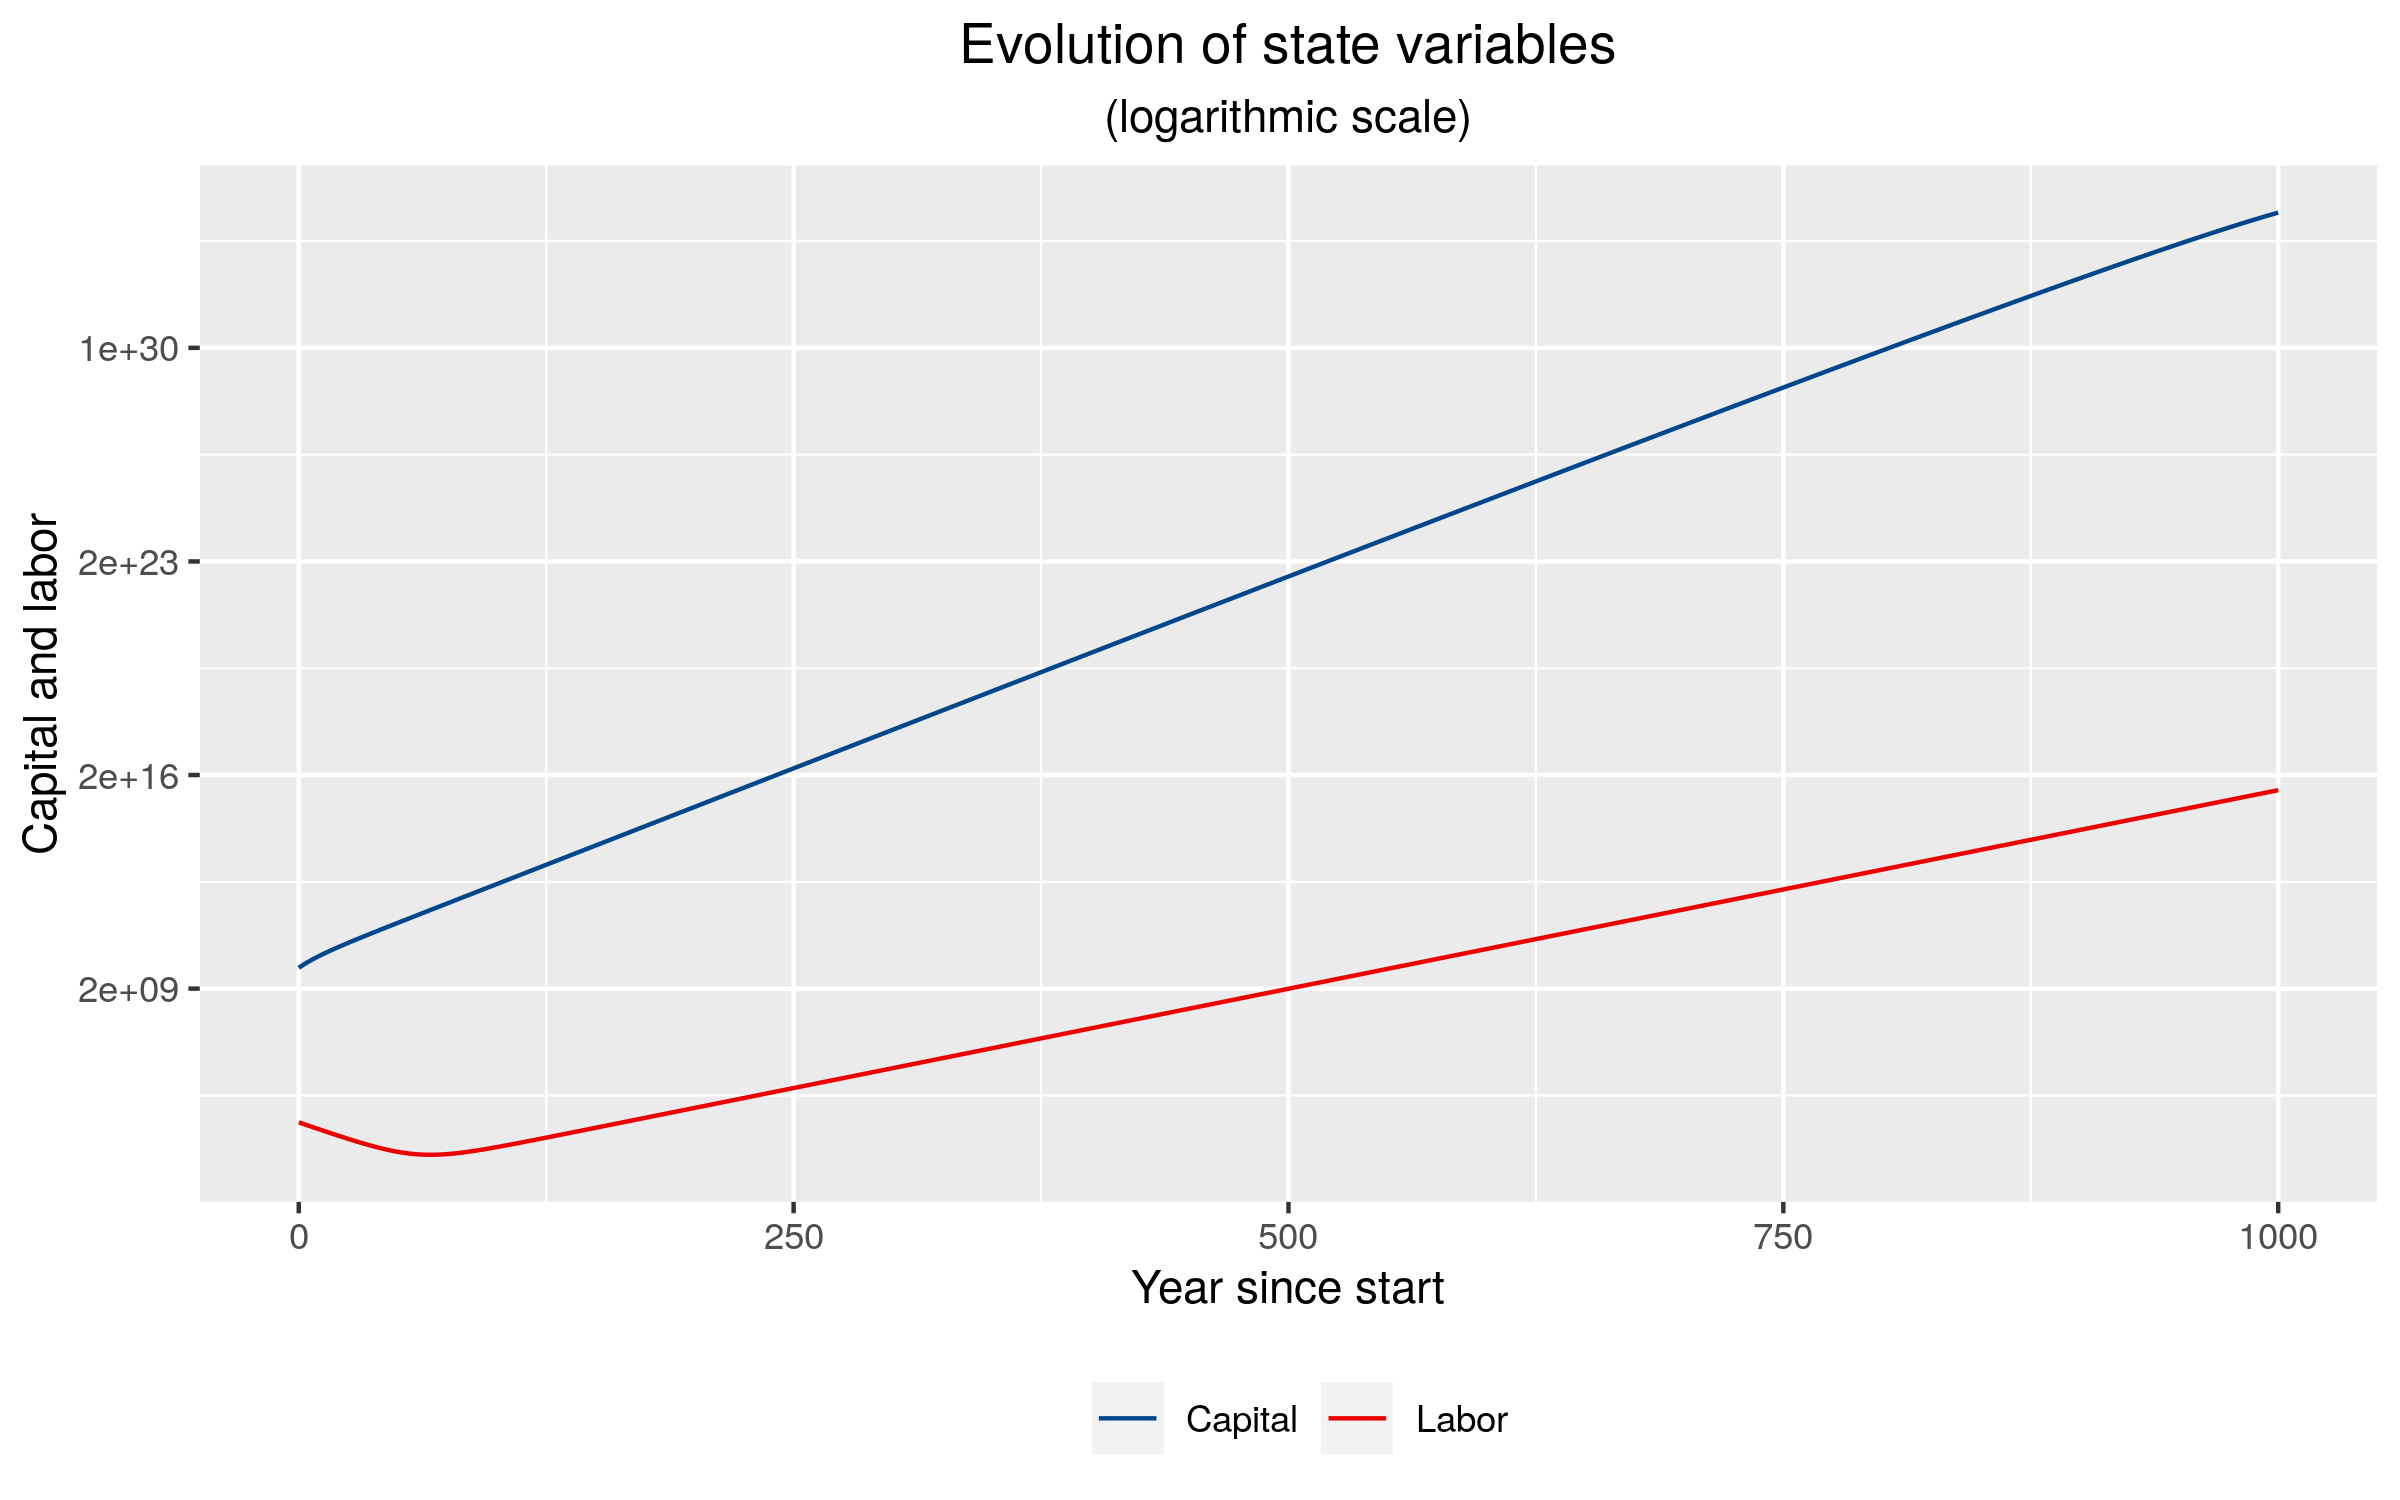 Evolution of state variables
(logarithmic scale)
Capital and labor
1e+30
2e+23
2e+16
2e+09
0 250 500 750 1000
Year since start
Capital Labor